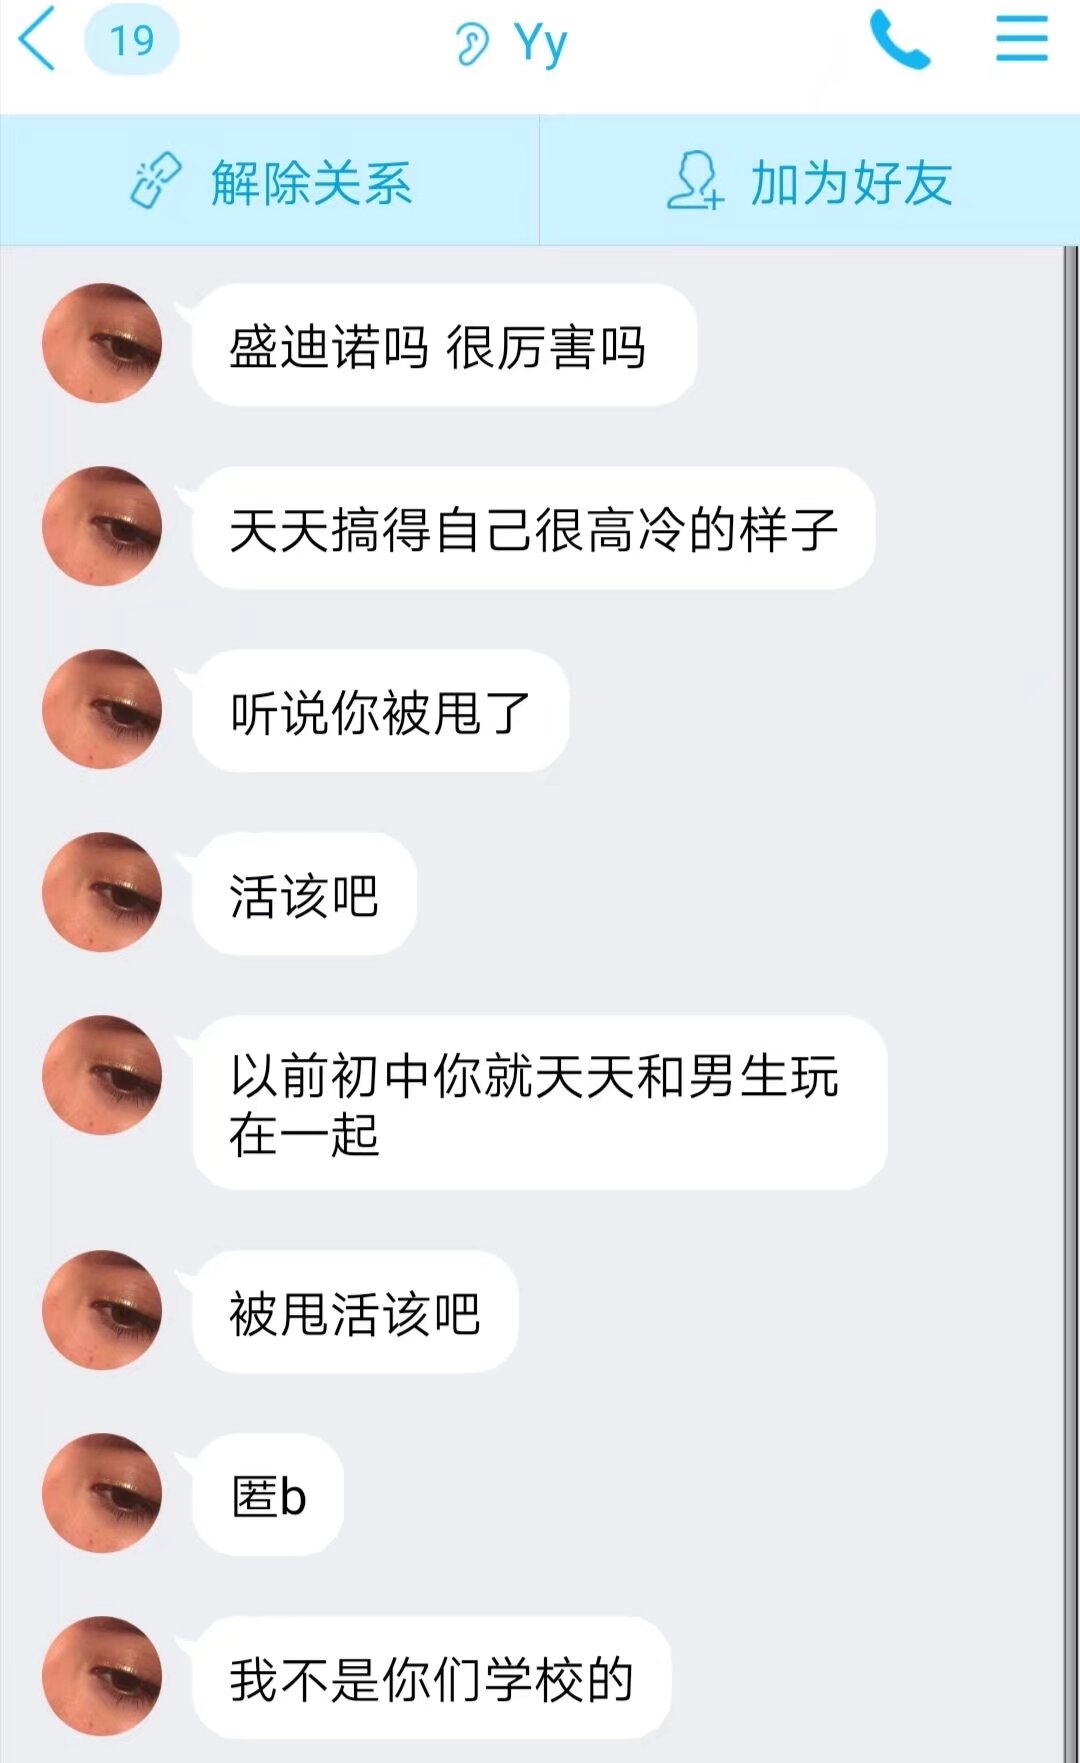 19
Yy
解除关系
加为好友
盛迪诺吗 很厉害吗
天天搞得自己很高冷的样子
听说你被甩了
活该吧
以前初中你就天天和男生玩
在一起
被甩活该吧
匿b
我不是你们学校的